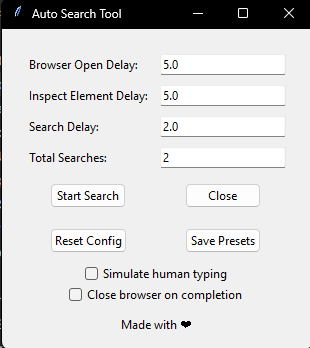 Auto Search Tool
Browser Open Delay: 5.0
Inspect Element Delay: 5.0
Search Delay: 2.0
Total Searches: 2
Start Search Close
Reset Config Save Presets
Simulate human typing
Close browser on completion
Made with ❤